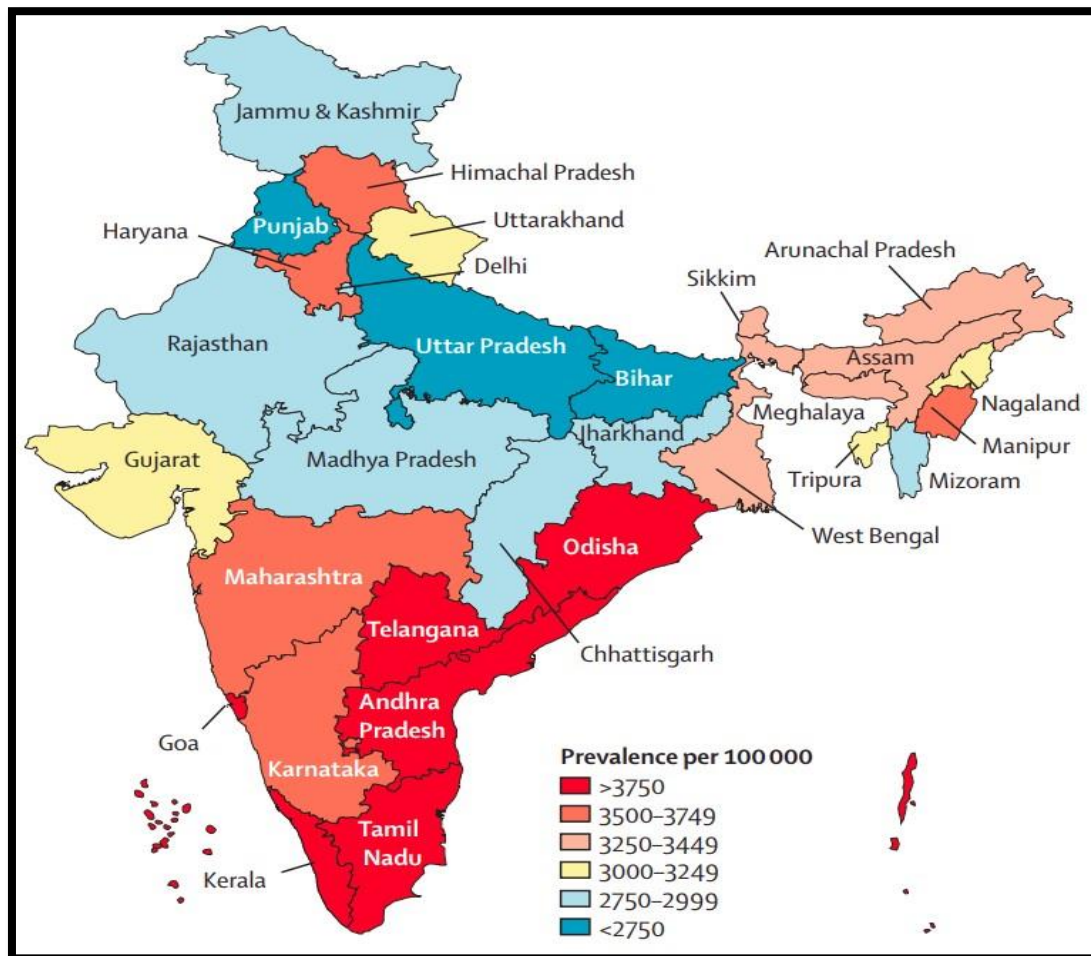 Jammu & Kashmir
Himachal Pradesh
Punjab
Uttarakhand
Haryana
Delhi
Arunachal Pradesh
Sikkim
Rajasthan
Uttar Pradesh
Assam
Bihar
Meghalaya
Nagaland
Jharkhand
Gujarat
Madhya Pradesh
Manipur
Tripura
Mizoram
West Bengal
Odisha
Maharashtra
Telangana
Chhattisgarh
Andhra
Pradesh
Goa
Karnataka
Tamil
Nadu
Kerala
Prevalence per 100 000
>3750
3500–3749
3250–3449
3000–3249
2750–2999
<2750